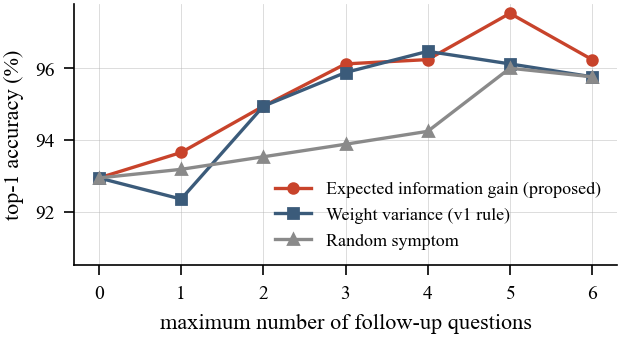 top-1 accuracy (%)
96
94
92
Expected information gain (proposed)
Weight variance (v1 rule)
Random symptom
0 1 2 3 4 5 6
maximum number of follow-up questions